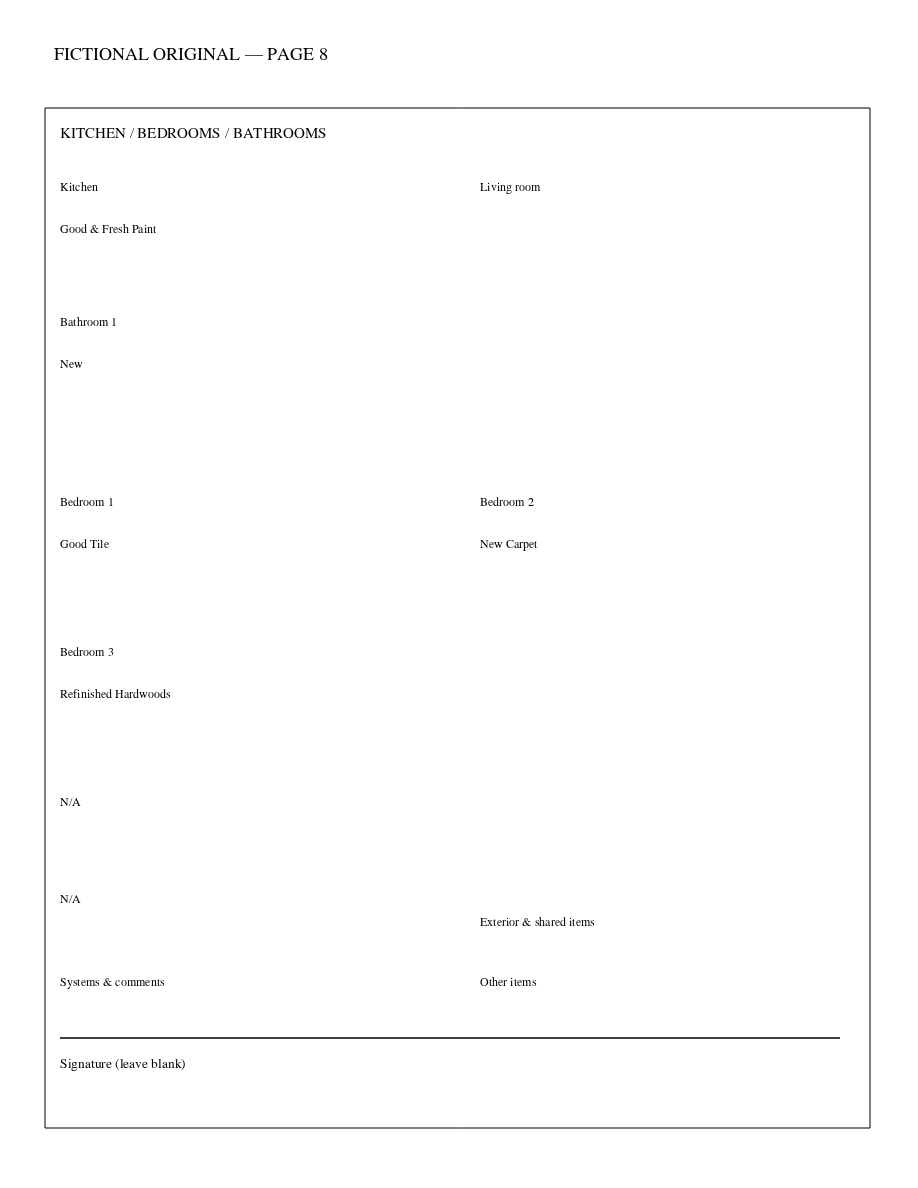 FICTIONAL ORIGINAL — PAGE 8
KITCHEN / BEDROOMS / BATHROOMS
Kitchen
Living room
Good & Fresh Paint
Bathroom 1
New
Bedroom 1
Bedroom 2
Good Tile
New Carpet
Bedroom 3
Refinished Hardwoods
N/A
N/A
Exterior & shared items
Systems & comments
Other items
Signature (leave blank)